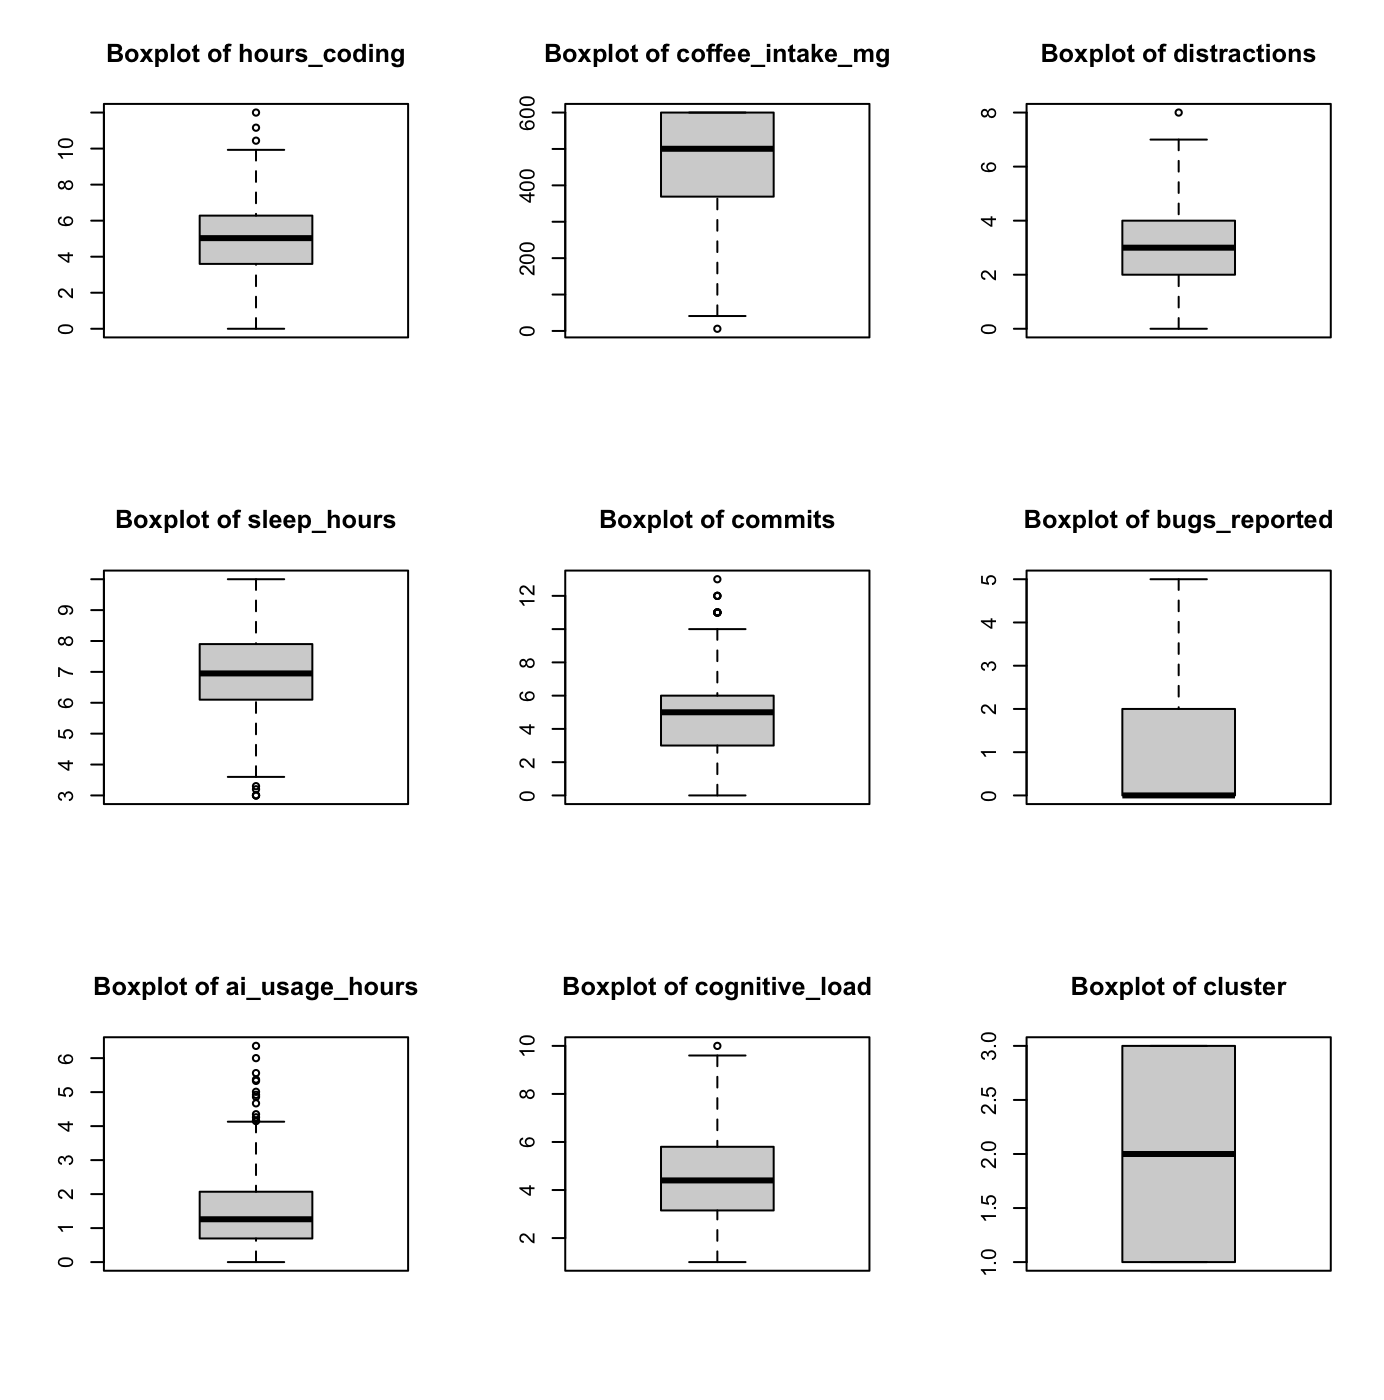 Boxplot of hours_coding
0 2 4 6 8 10
Boxplot of coffee_intake_mg
0 200 400 600
Boxplot of distractions
0 2 4 6 8
Boxplot of sleep_hours
3 4 5 6 7 8 9
Boxplot of commits
0 2 4 6 8 12
Boxplot of bugs_reported
0 1 2 3 4 5
Boxplot of ai_usage_hours
0 1 2 3 4 5 6
Boxplot of cognitive_load
2 4 6 8 10
Boxplot of cluster
1.0 1.5 2.0 2.5 3.0